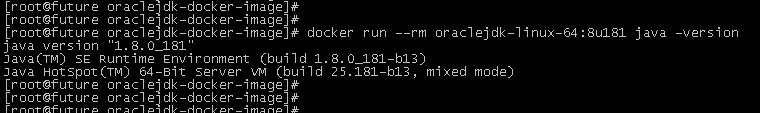 [root@future oraclejdk-docker-image]#
[root@future oraclejdk-docker-image]#
[root@future oraclejdk-docker-image]# docker run --rm oraclejdk-linux-64:8u181 java -version
java version "1.8.0_181"
Java(TM) SE Runtime Environment (build 1.8.0_181-b13)
Java HotSpot(TM) 64-Bit Server VM (build 25.181-b13, mixed mode)
[root@future oraclejdk-docker-image]#
[root@future oraclejdk-docker-image]#
[root@future oraclejdk-docker-image]#